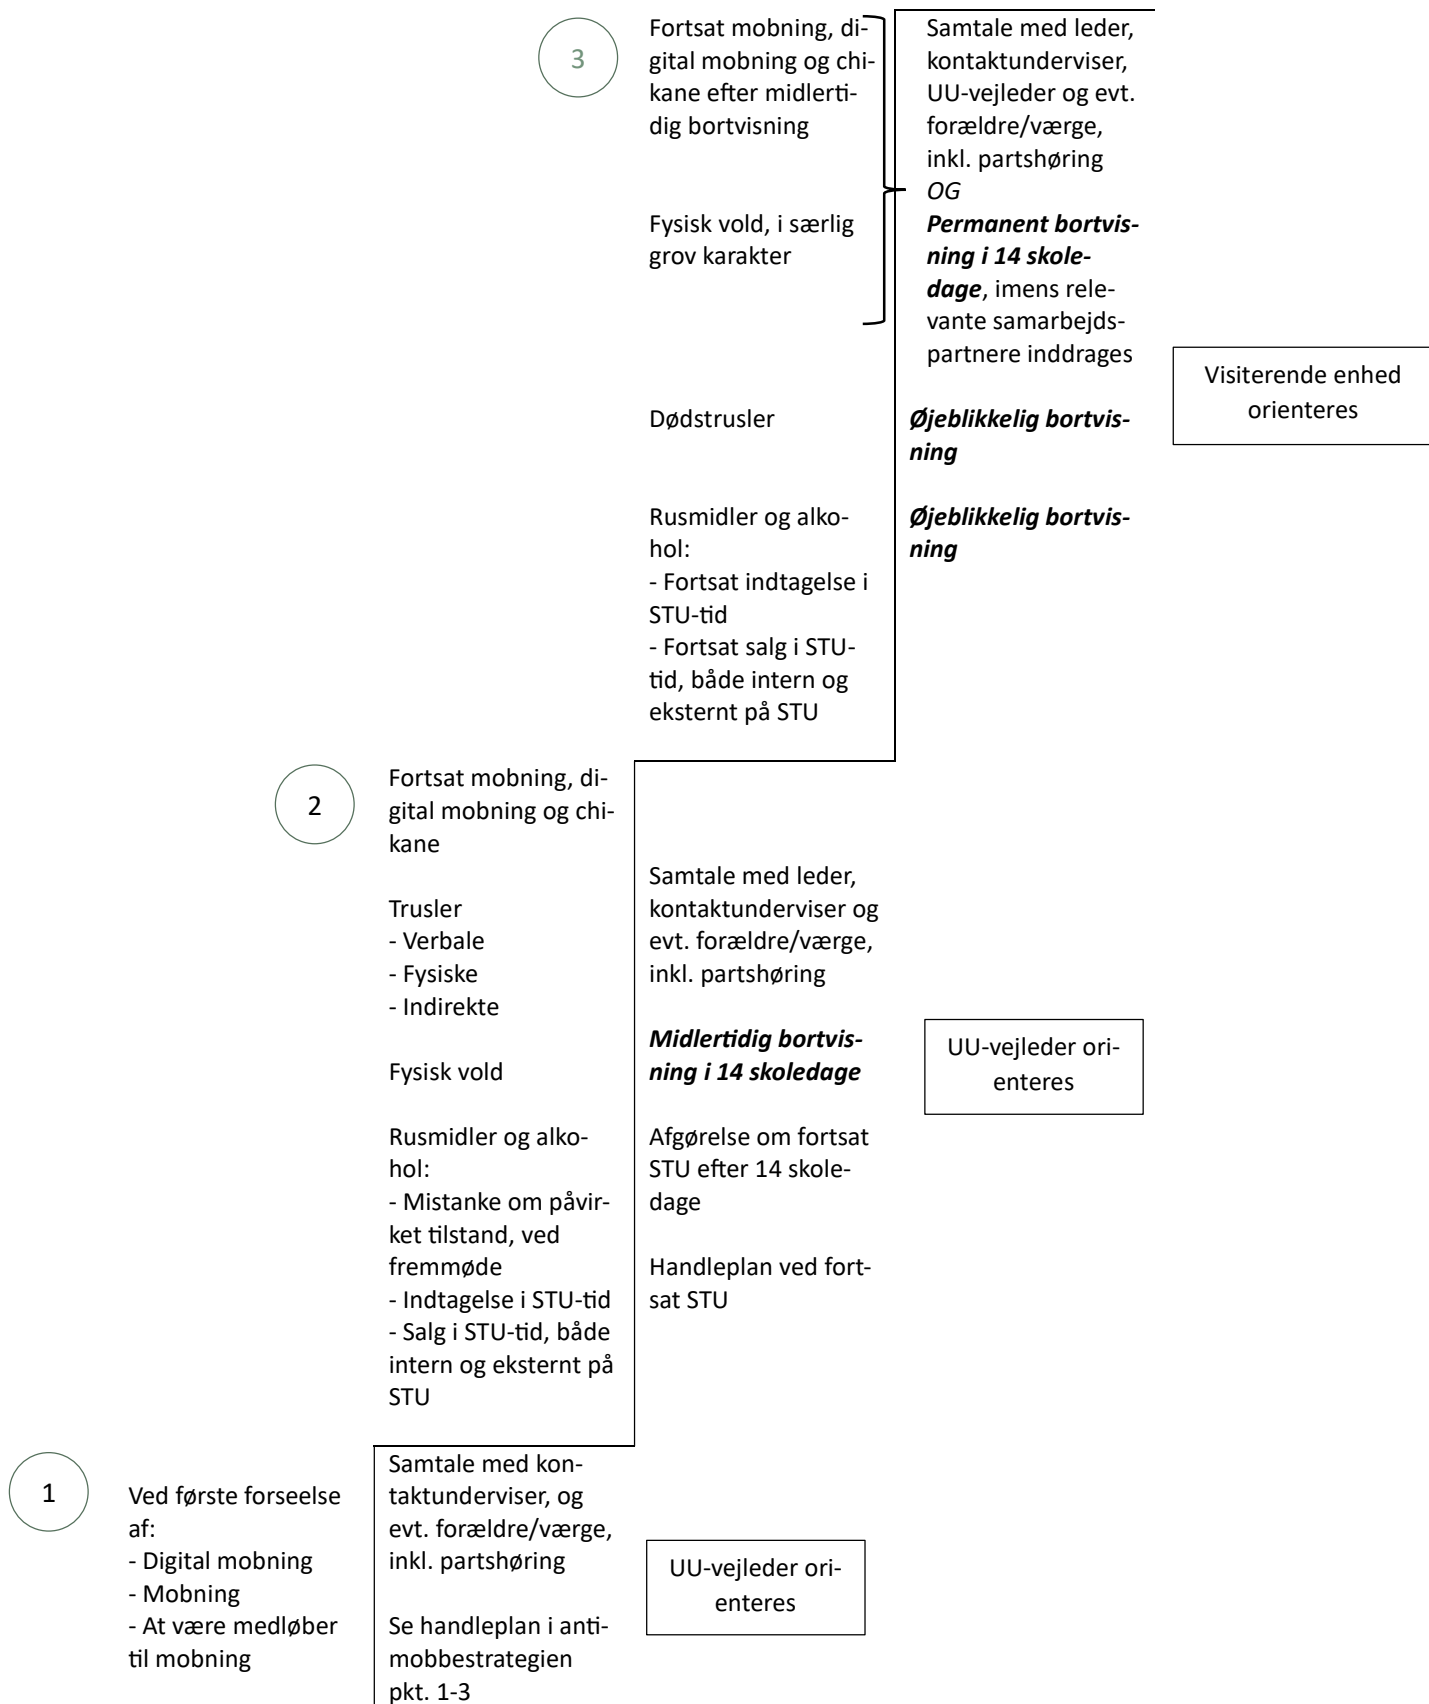 3
Fortsat mobning, di-
gital mobning og chi-
kane efter midlerti-
dig bortvisning
Fysisk vold, i særlig
grov karakter
Samtale med leder,
kontaktunderviser,
UU-vejleder og evt.
forældre/værge,
inkl. partshøring
OG
Permanent bortvis-
ning i 14 skole-
dage, imens rele-
vante samarbejds-
partnere inddrages
Dødstrusler
Øjeblikkelig bortvis-
ning
Rusmidler og alko-
hol:
- Fortsat indtagelse i
STU-tid
- Fortsat salg i STU-
tid, både intern og
eksternt på STU
Øjeblikkelig bortvis-
ning
Visiterende enhed
orienteres
2
Fortsat mobning, di-
gital mobning og chi-
kane
Trusler
- Verbale
- Fysiske
- Indirekte
Fysisk vold
Rusmidler og alko-
hol:
- Mistanke om påvir-
ket tilstand, ved
fremmøde
- Indtagelse i STU-tid
- Salg i STU-tid, både
intern og eksternt på
STU
Samtale med leder,
kontaktunderviser og
evt. forældre/værge,
inkl. partshøring
Midlertidig bortvis-
ning i 14 skoledage
Afgørelse om fortsat
STU efter 14 skole-
dage
Handleplan ved fort-
sat STU
UU-vejleder ori-
enteres
1
Ved første forseelse
af:
- Digital mobning
- Mobning
- At være medløber
til mobning
Samtale med kon-
taktunderviser, og
evt. forældre/værge,
inkl. partshøring
Se handleplan i anti-
mobbestrategien
pkt. 1-3
UU-vejleder ori-
enteres